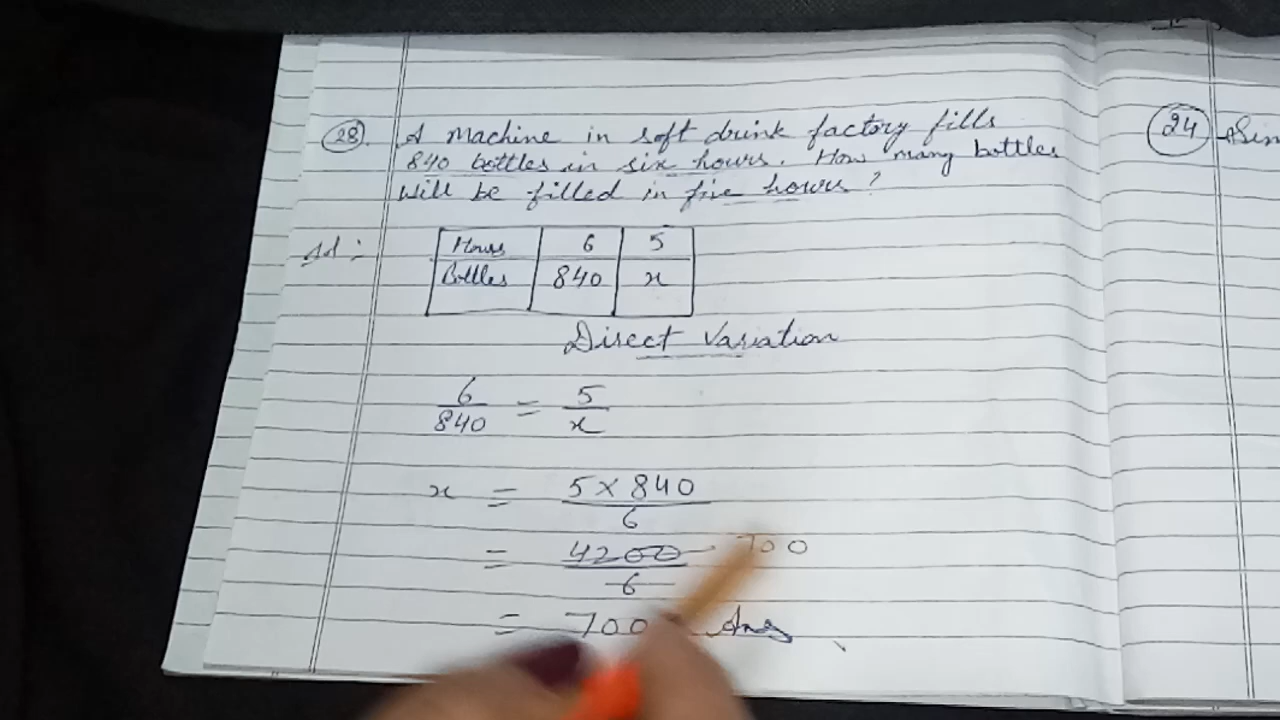 28. A Machine in soft drink factory fills
840 bottles in six hours. How many bottles
will be filled in five hours?
Sol :-
Hours 6 5
Bottles 840 x
Direct Variation
6/840 = 5/x
x = 5 × 840 / 6
= 4200 / 6 700
= 700 Ans
24